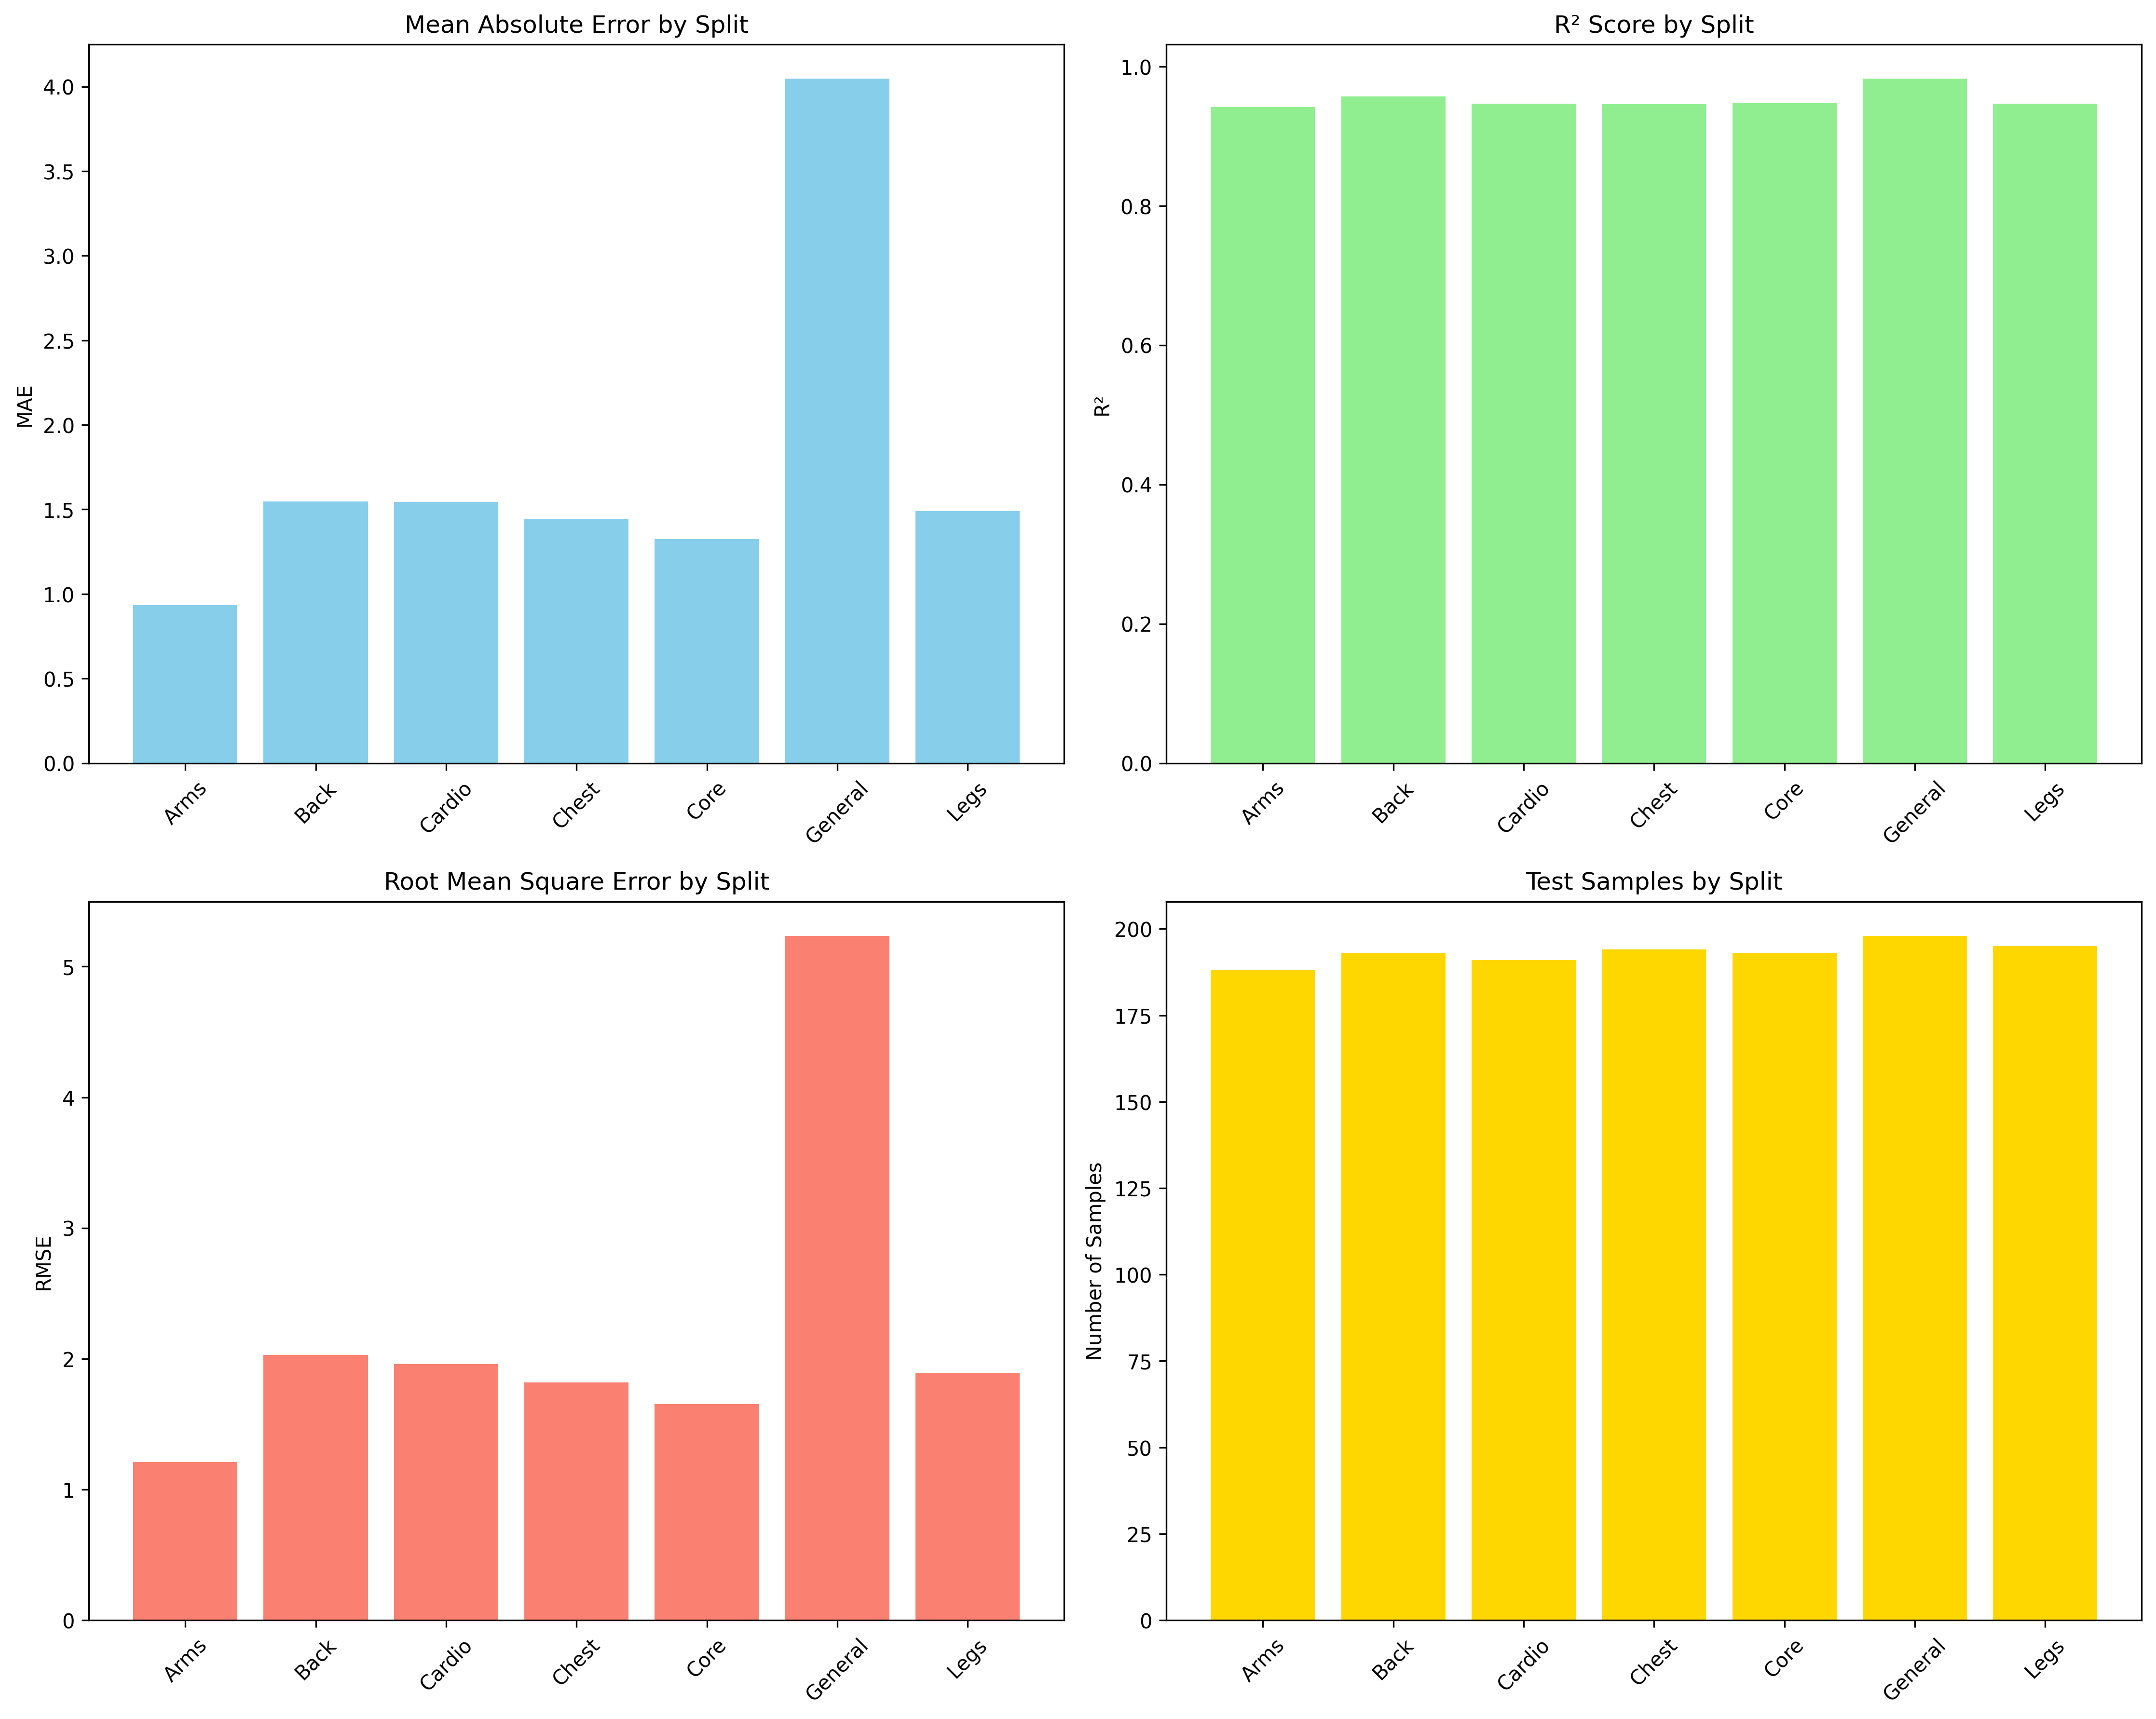 Mean Absolute Error by Split
MAE
4.0
3.5
3.0
2.5
2.0
1.5
1.0
0.5
0.0
Arms
Back
Cardio
Chest
Core
General
Legs
R² Score by Split
R²
1.0
0.8
0.6
0.4
0.2
0.0
Arms
Back
Cardio
Chest
Core
General
Legs
Root Mean Square Error by Split
RMSE
5
4
3
2
1
0
Arms
Back
Cardio
Chest
Core
General
Legs
Test Samples by Split
Number of Samples
200
175
150
125
100
75
50
25
0
Arms
Back
Cardio
Chest
Core
General
Legs